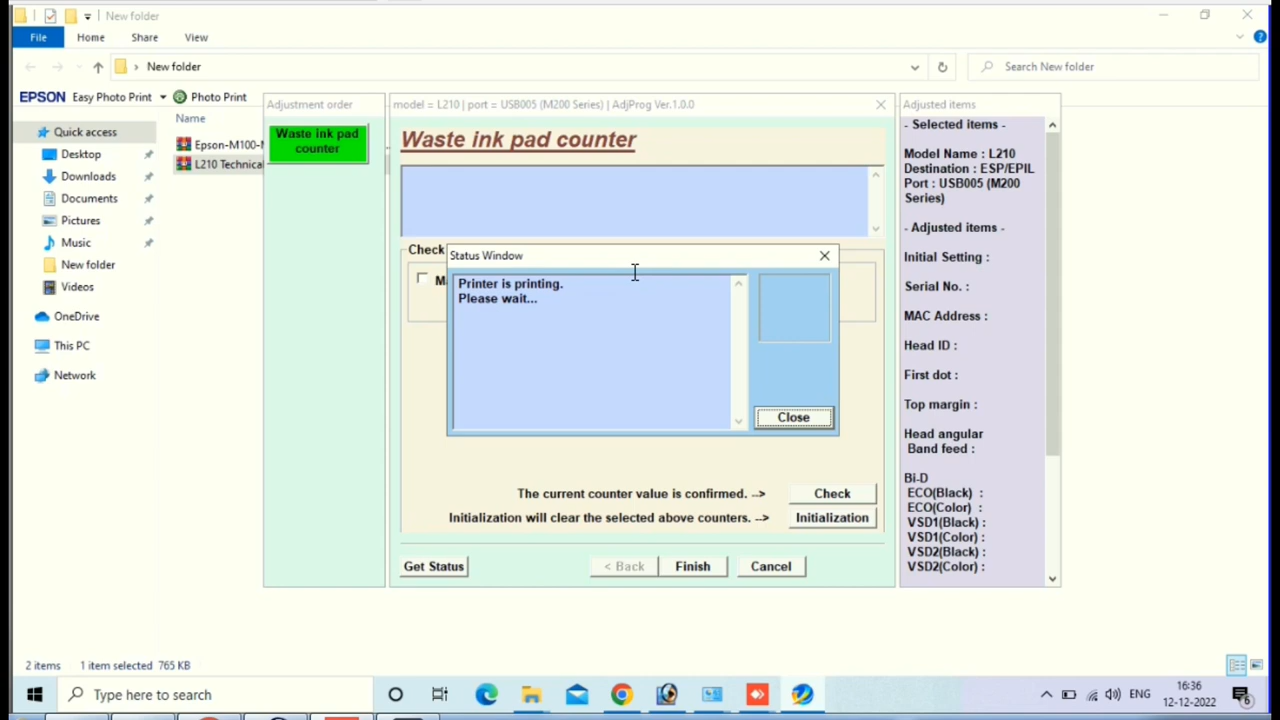 New folder
File
Home
Share
View
New folder
Search New folder
EPSON Easy Photo Print
Photo Print
Quick access
Desktop
Downloads
Documents
Pictures
Music
New folder
Videos
OneDrive
This PC
Network
Name
Epson-M100-
L210 Technical
Adjustment order
Waste ink pad
counter
model = L210 | port = USB005 (M200 Series) | AdjProg Ver.1.0.0
Waste ink pad counter
Check
M
Status Window
Printer is printing.
Please wait...
Close
The current counter value is confirmed. -->
Check
Initialization will clear the selected above counters. -->
Initialization
Get Status
< Back
Finish
Cancel
Adjusted items
- Selected items -
Model Name : L210
Destination : ESP/EPIL
Port : USB005 (M200
Series)
- Adjusted items -
Initial Setting :
Serial No. :
MAC Address :
Head ID :
First dot :
Top margin :
Head angular
Band feed :
Bi-D
ECO(Black) :
ECO(Color) :
VSD1(Black) :
VSD1(Color) :
VSD2(Black) :
VSD2(Color) :
2 items
1 item selected 765 KB
Type here to search
ENG
16:36
12-12-2022
6